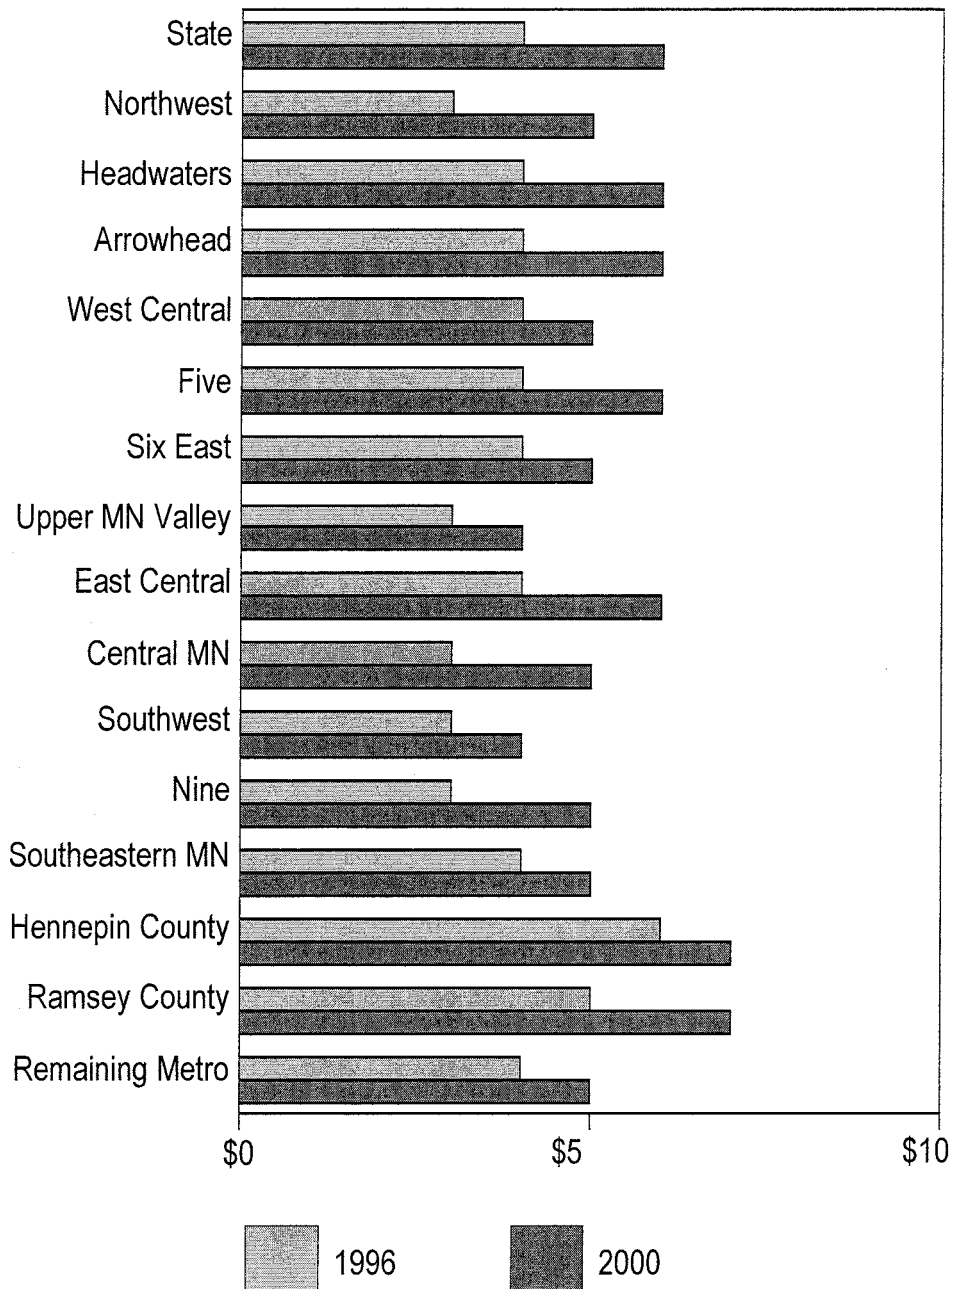 State
Northwest
Headwaters
Arrowhead
West Central
Five
Six East
Upper MN Valley
East Central
Central MN
Southwest
Nine
Southeastern MN
Hennepin County
Ramsey County
Remaining Metro
$0 $5 $10
1996 2000